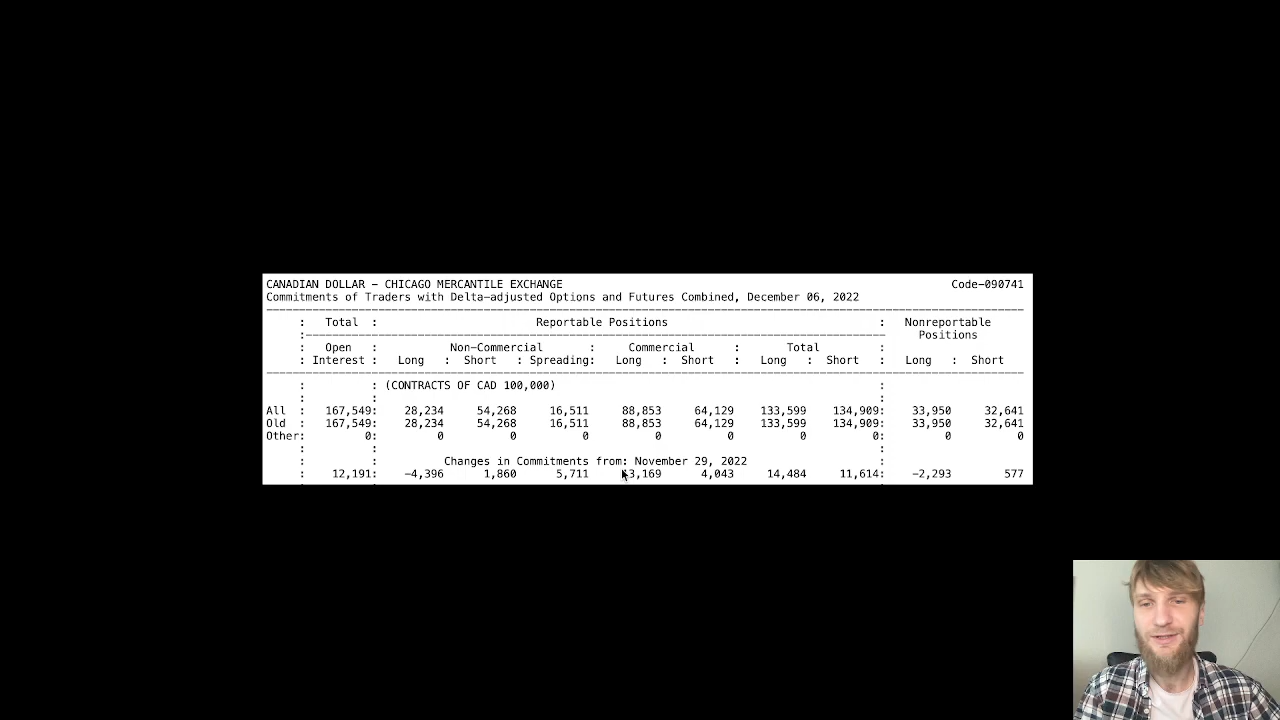 CANADIAN DOLLAR – CHICAGO MERCANTILE EXCHANGE Code–090741
Commitments of Traders with Delta–adjusted Options and Futures Combined, December 06, 2022
: Total : Reportable Positions : Nonreportable
Positions
: Open : Non-Commercial : Commercial : Total :
: Interest : Long : Short : Spreading: Long : Short : Long : Short : Long : Short
: : (CONTRACTS OF CAD 100,000) :
: : :
All : 167,549: 28,234 54,268 16,511 88,853 64,129 133,599 134,909: 33,950 32,641
Old : 167,549: 28,234 54,268 16,511 88,853 64,129 133,599 134,909: 33,950 32,641
Other: 0: 0 0 0 0 0 0 0: 0 0
: : :
: : Changes in Commitments from: November 29, 2022 :
: 12,191: –4,396 1,860 5,711 13,169 4,043 14,484 11,614: –2,293 577